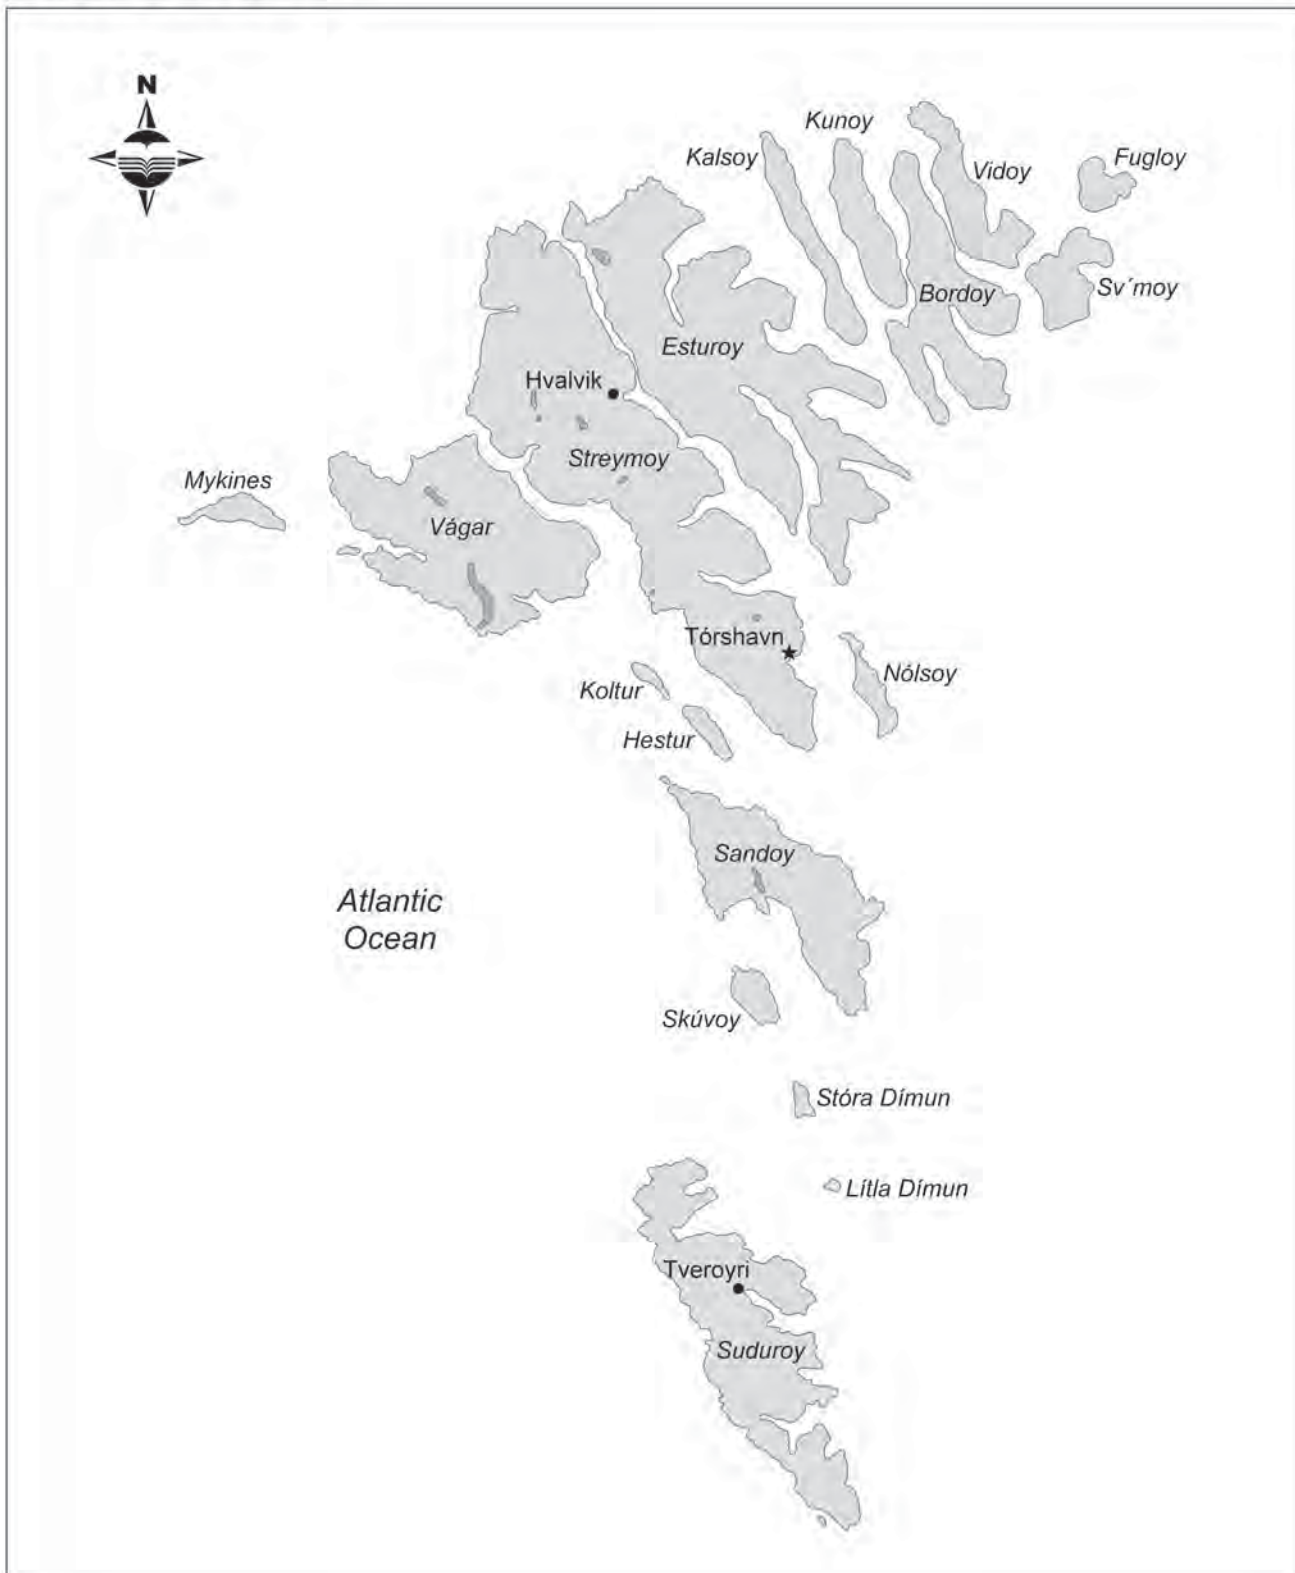 N
Kunoy
Kalsoy
Vidoy
Fugloy
Bordoy
Sv´moy
Esturoy
Hvalvik
Streymoy
Mykines
Vágar
Tórshavn
Nólsoy
Koltur
Hestur
Sandoy
Atlantic
Ocean
Skúvoy
Stóra Dímun
Lítla Dímun
Tveroyri
Suduroy